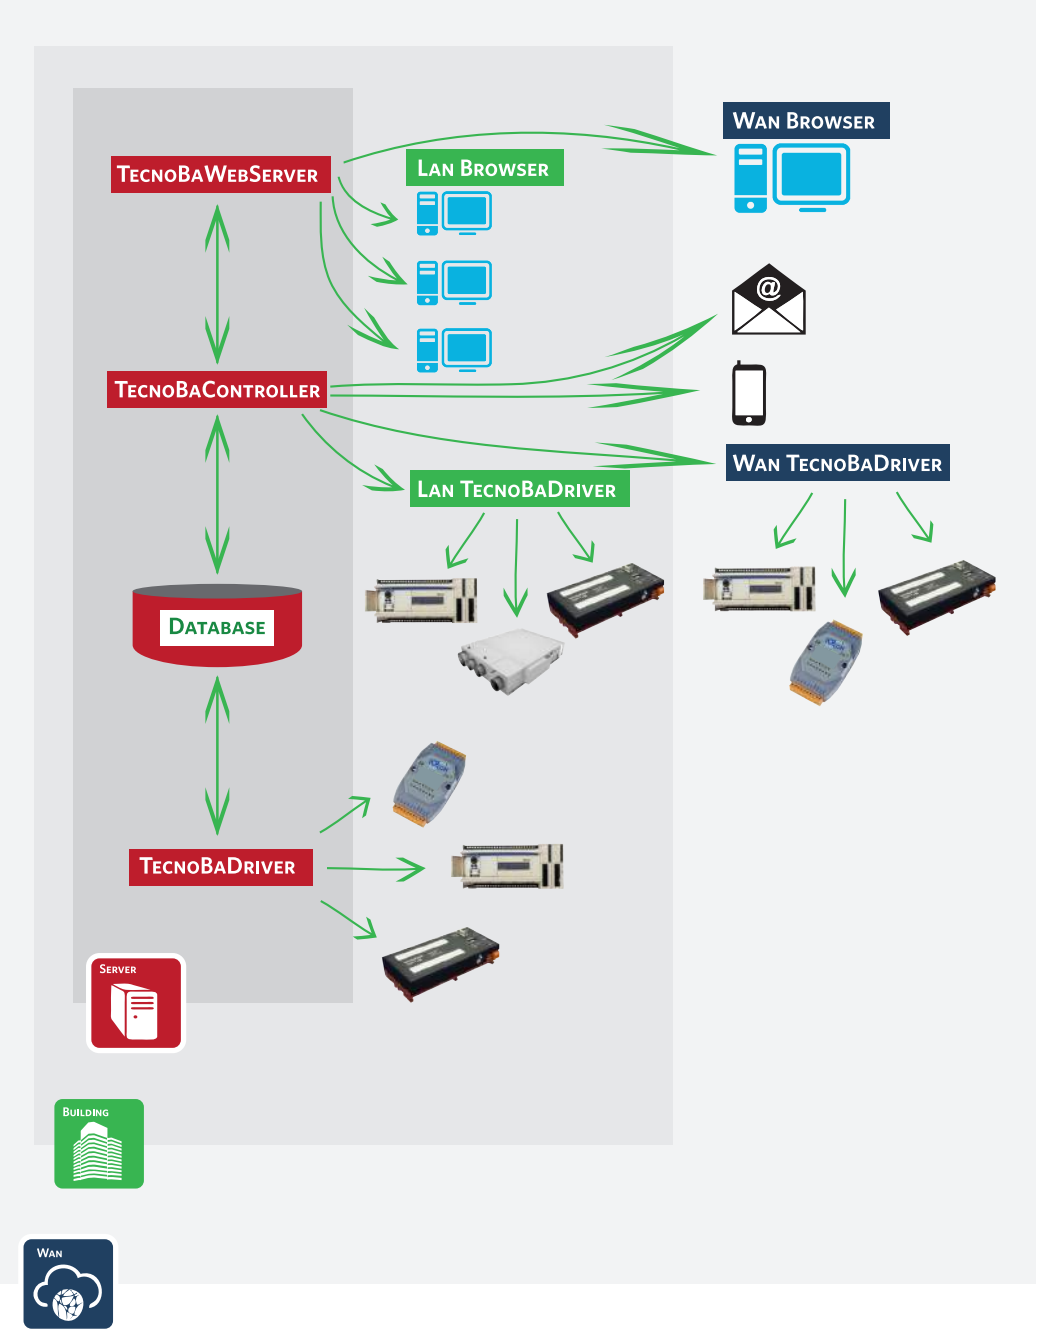 Wan Browser
TecnoBaWebServer
Lan Browser
@
TecnoBaController
Wan TecnoBaDriver
Lan TecnoBaDriver
Database
TecnoBaDriver
Server
Building
Wan